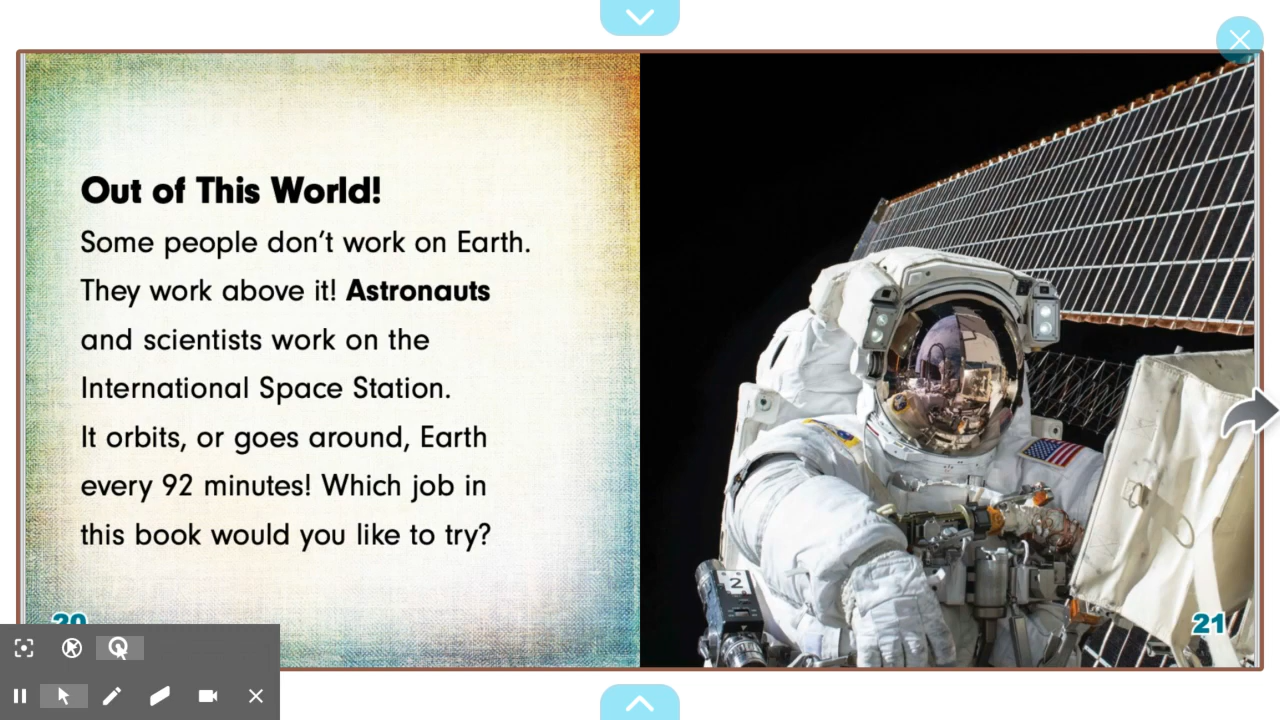 Out of This World!
Some people don't work on Earth.
They work above it! Astronauts
and scientists work on the
International Space Station.
It orbits, or goes around, Earth
every 92 minutes! Which job in
this book would you like to try?
20
2
21